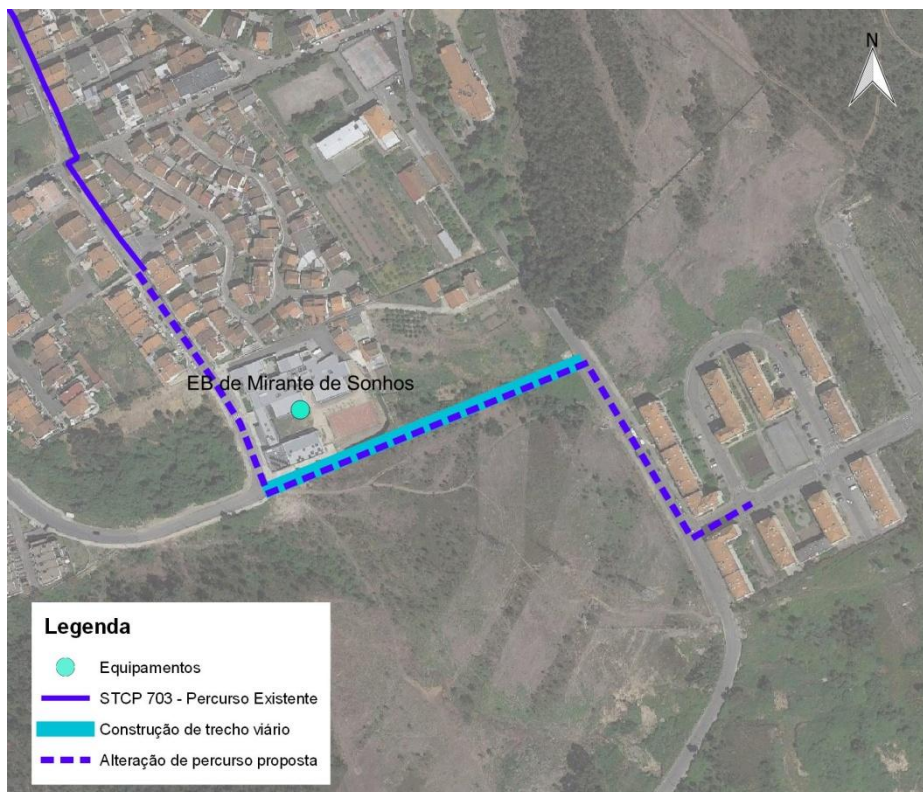 N
EB de Mirante de Sonhos
Legenda
Equipamentos
STCP 703 - Percurso Existente
Construção de trecho viário
Alteração de percurso proposta